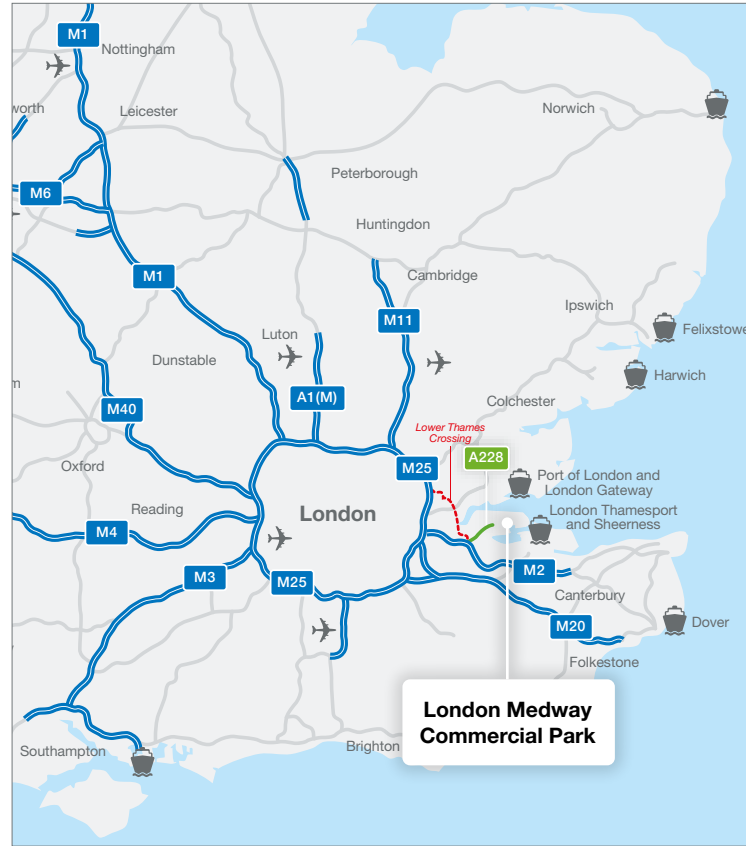 M1
Nottingham
worth
Leicester
Norwich
Peterborough
M6
Huntingdon
M1
Cambridge
Ipswich
M11
Luton
Felixstowe
Dunstable
Harwich
m
A1(M)
Colchester
M40
Lower Thames
Crossing
A228
Oxford
M25
Port of London and
London Gateway
Reading
London
London Thamesport
and Sheerness
M4
M3
M25
M2
Canterbury
M20
Dover
Folkestone
London Medway
Commercial Park
Southampton
Brighton